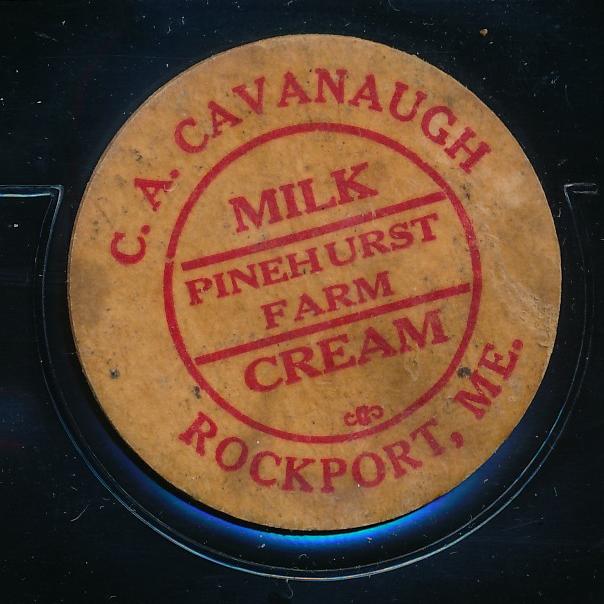 C. A. CAVANAUGH
MILK
PINEHURST
FARM
CREAM
ROCKPORT, ME.